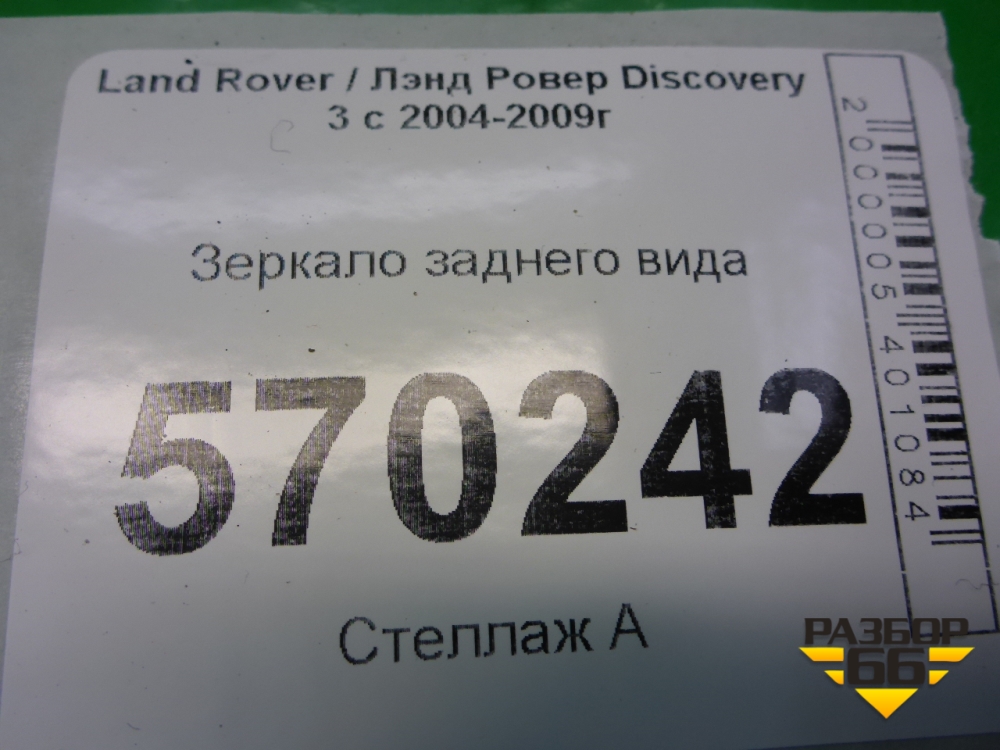 Land Rover / Лэнд Ровер Discovery
3 с 2004-2009г
Зеркало заднего вида
570242
Стеллаж А
2000005401084
РАЗБОР
66